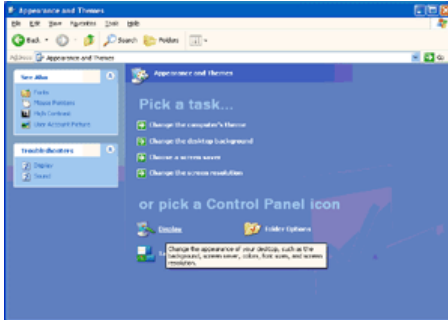 Appearance and Themes
File Edit View Favorites Tools Help
Back Search Folders
Address Appearance and Themes Go
See Also
Fonts
Mouse Pointers
High Contrast
User Account Picture
Troubleshooters
Display
Sound
Appearance and Themes
Pick a task...
Change the computer's theme
Change the desktop background
Choose a screen saver
Change the screen resolution
or pick a Control Panel icon
Display
Folder Options
Change the appearance of your desktop, such as the
background, screen saver, colors, font sizes, and screen
resolution.